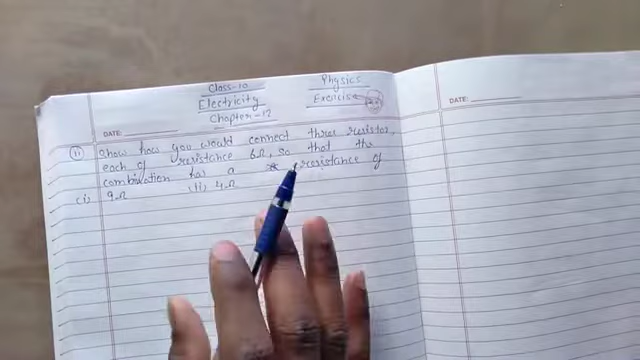 Class-10 Physics
Electricity Exercise
Chapter-12
DATE:
DATE:
(11) Show how you would connect three resistor,
each of resistance 6Ω, so that the
combination has a resistance of
(i) 9Ω (ii) 4Ω